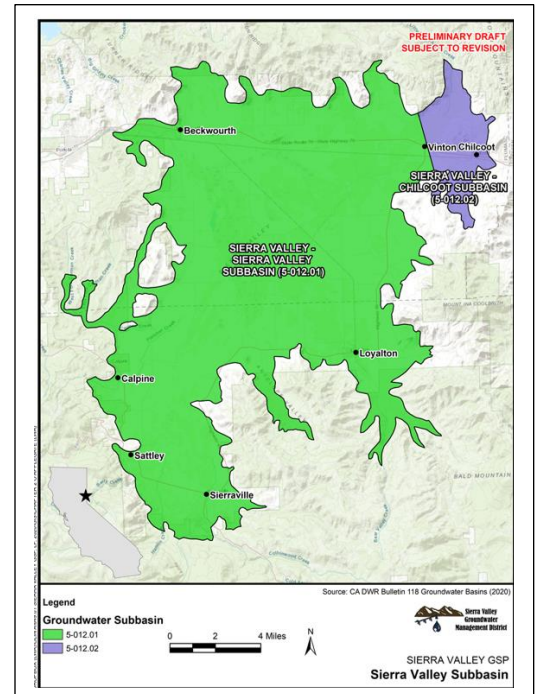 PRELIMINARY DRAFT
SUBJECT TO REVISION
Beckwourth
Vinton
Chilcoot
SIERRA VALLEY -
CHILCOOT SUBBASIN
(5-012.02)
SIERRA VALLEY -
SIERRA VALLEY
SUBBASIN (5-012.01)
Loyalton
Calpine
BALD MOUNTAIN
Sattley
Sierraville
Source: CA DWR Bulletin 118 Groundwater Basins (2020)
Legend
Groundwater Subbasin
5-012.01
5-012.02
0 2 4 Miles
N
Sierra Valley
Groundwater
Management District
SIERRA VALLEY GSP
Sierra Valley Subbasin